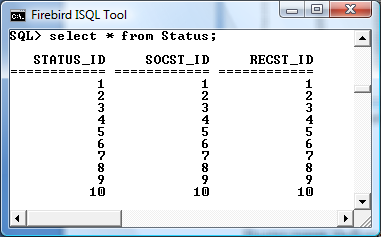 Firebird ISQL Tool
SQL> select * from Status;
STATUS_ID SOCST_ID RECST_ID
============ ============ ============
1 1 1
2 2 2
3 3 3
4 4 4
5 5 5
6 6 6
7 7 7
8 8 8
9 9 9
10 10 10